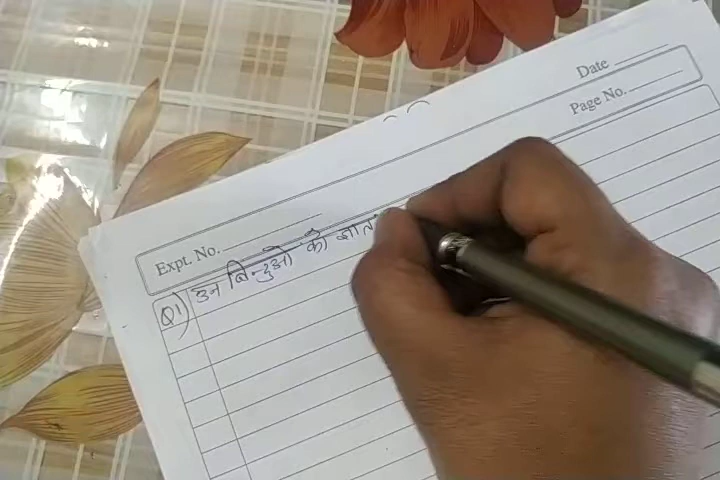 Date
Page No.
Expt. No.
Q1) उन बिन्दुओ को ज्ञात